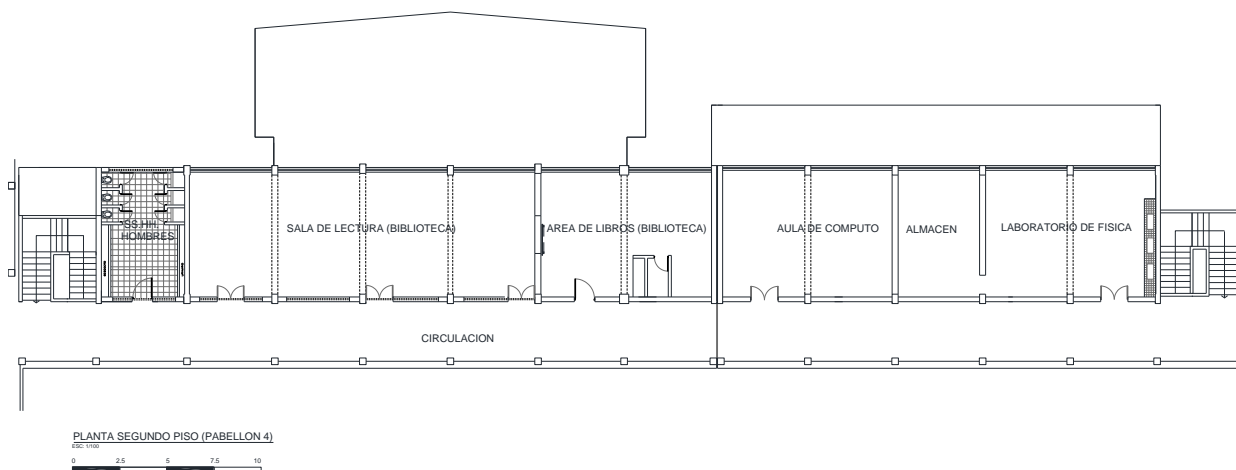 SS.HH.
HOMBRES
SALA DE LECTURA (BIBLIOTECA)
AREA DE LIBROS (BIBLIOTECA)
AULA DE COMPUTO
ALMACEN
LABORATORIO DE FISICA
CIRCULACION
PLANTA SEGUNDO PISO (PABELLON 4)
ESC: 1/100
0 2.5 5 7.5 10